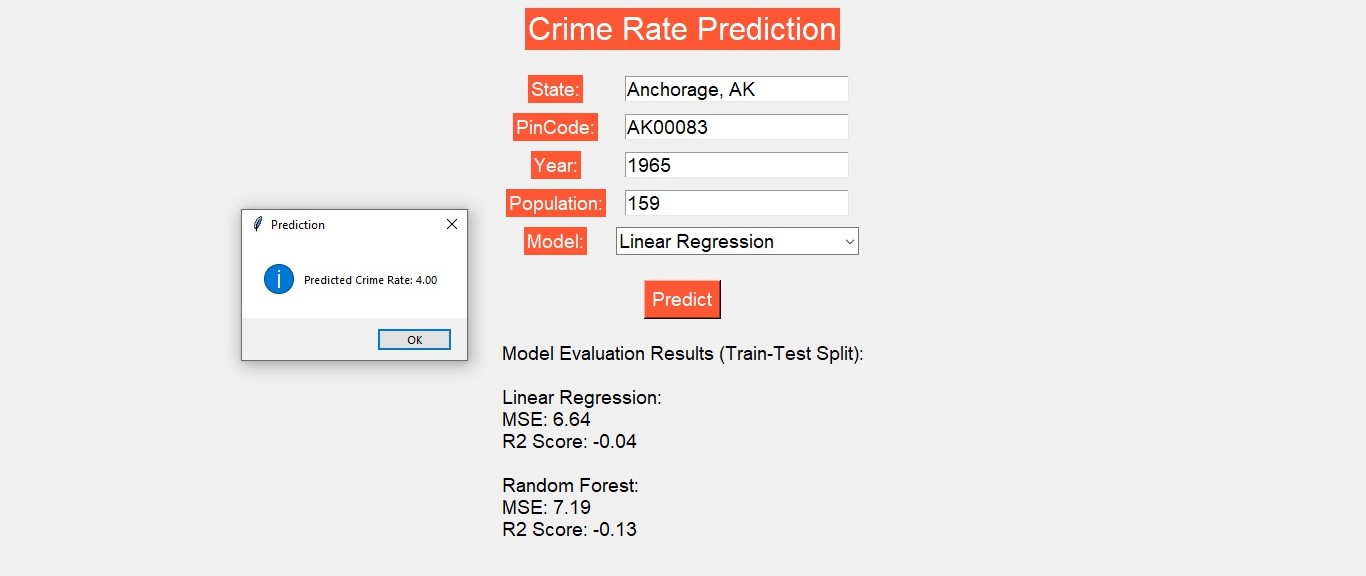 Crime Rate Prediction
State: Anchorage, AK
PinCode: AK00083
Year: 1965
Population: 159
Model: Linear Regression
Predict
Prediction
Predicted Crime Rate: 4.00
OK
Model Evaluation Results (Train-Test Split):
Linear Regression:
MSE: 6.64
R2 Score: -0.04
Random Forest:
MSE: 7.19
R2 Score: -0.13